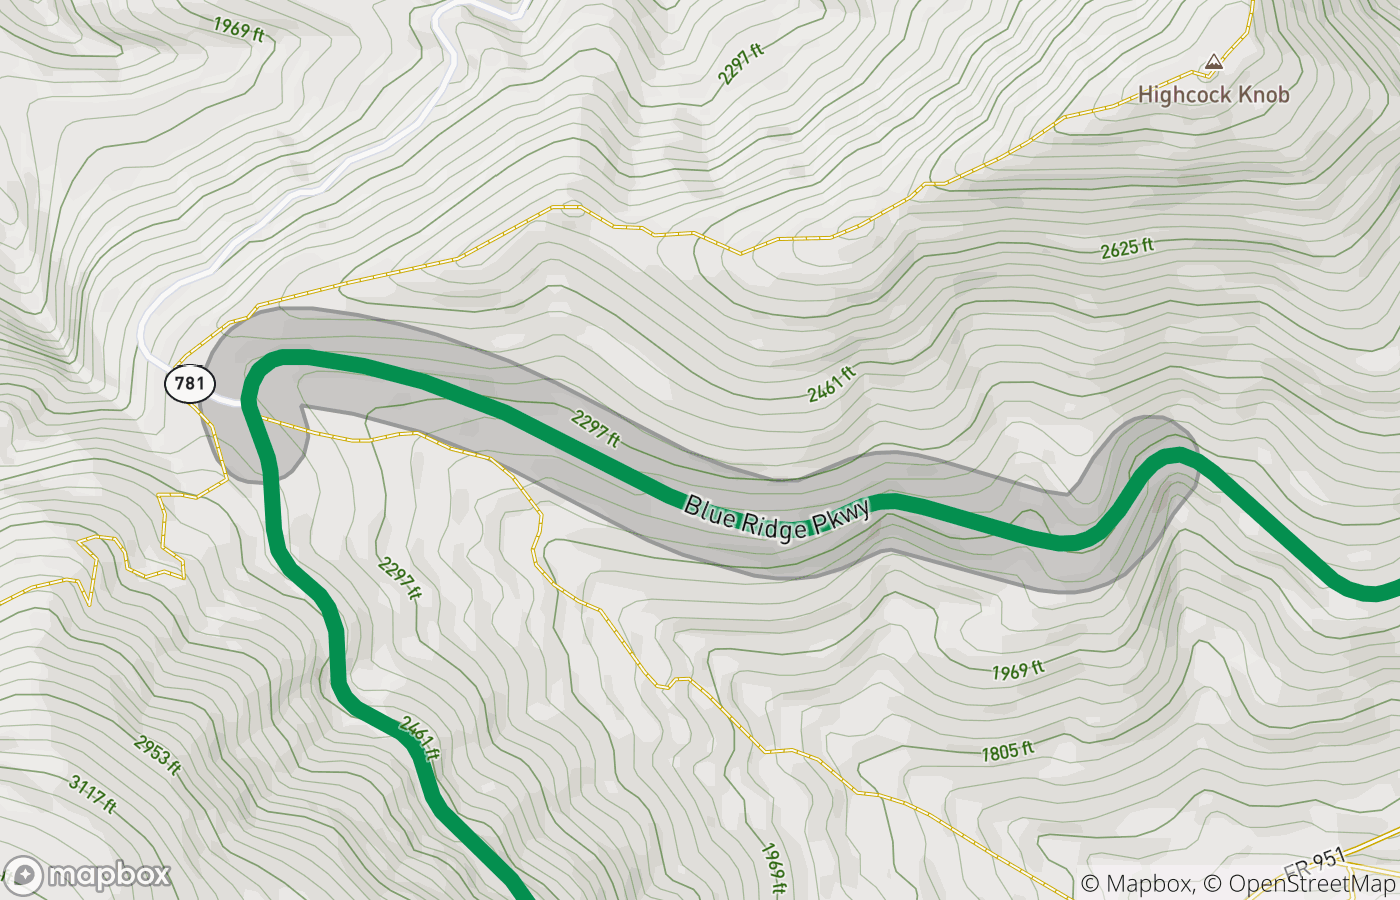 1969 ft
2297 ft
Highcock Knob
2625 ft
781
2461 ft
2297 ft
Blue Ridge Pkwy
2297 ft
1969 ft
2461 ft
1805 ft
2953 ft
3117 ft
1969 ft
FR 951
mapbox
© Mapbox, © OpenStreetMap